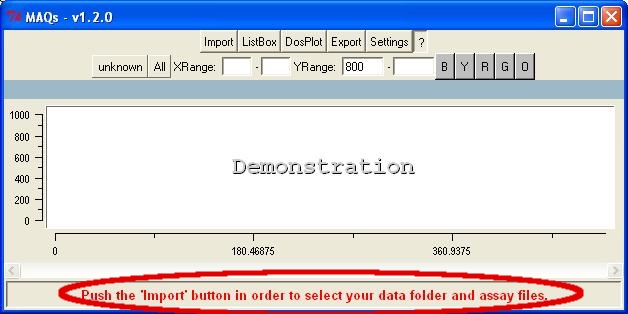 MAQs - v1.2.0
Import ListBox DosPlot Export Settings ?
unknown All XRange: - YRange: 800 - B Y R G O
1000
800
600
400
200
0
Demonstration
0 180.46875 360.9375
Push the 'Import' button in order to select your data folder and assay files.